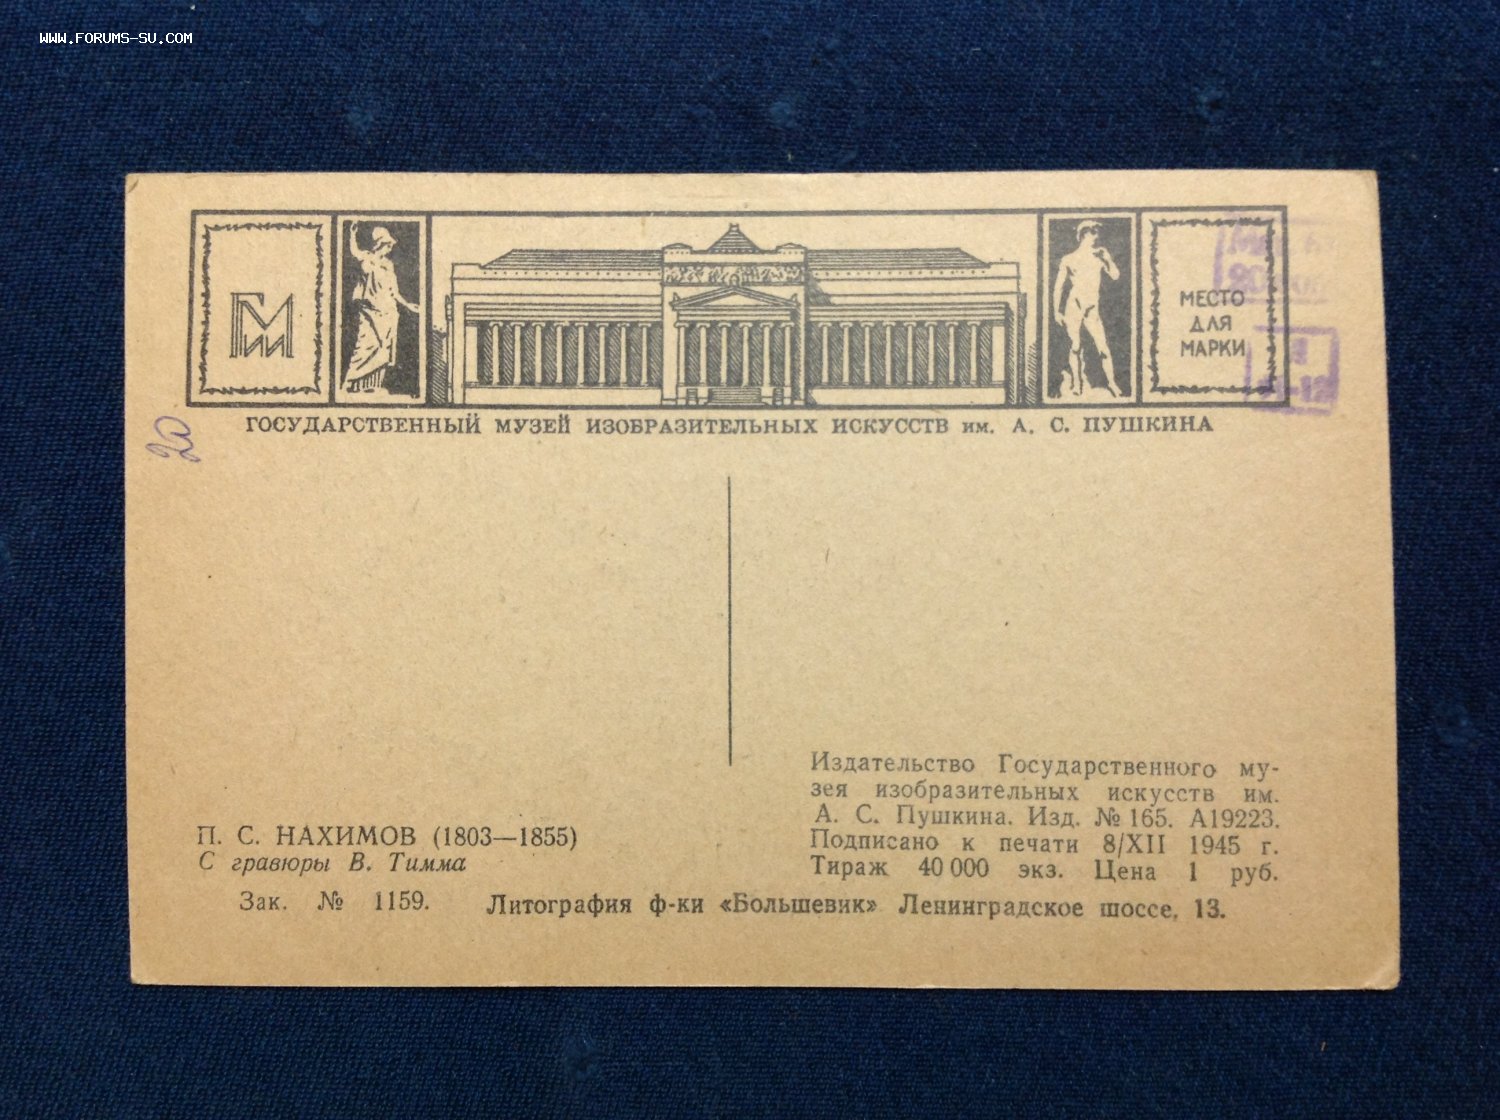 WWW.FORUMS-SU.COM
ГМИИ
МЕСТО
ДЛЯ
МАРКИ
ГОСУДАРСТВЕННЫЙ МУЗЕЙ ИЗОБРАЗИТЕЛЬНЫХ ИСКУССТВ им. А. С. ПУШКИНА
20
Издательство Государственного му-
зея изобразительных искусств им.
А. С. Пушкина. Изд. № 165. А19223.
Подписано к печати 8/XII 1945 г.
Тираж 40 000 экз. Цена 1 руб.
П. С. НАХИМОВ (1803—1855)
С гравюры В. Тимма
Зак. № 1159. Литография ф-ки «Большевик» Ленинградское шоссе, 13.